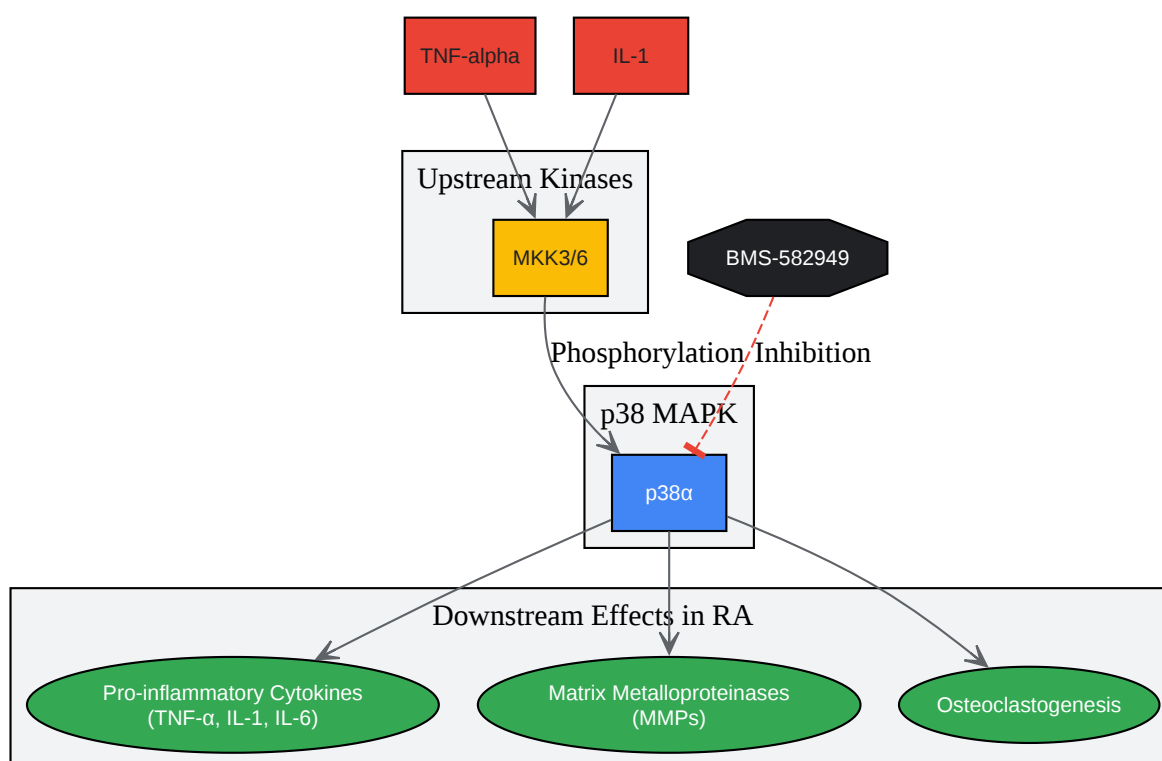 TNF-alpha
IL-1
Upstream Kinases
MKK3/6
BMS-582949
Phosphorylation
Inhibition
p38 MAPK
p38α
Downstream Effects in RA
Pro-inflammatory Cytokines
(TNF-α, IL-1, IL-6)
Matrix Metalloproteinases
(MMPs)
Osteoclastogenesis